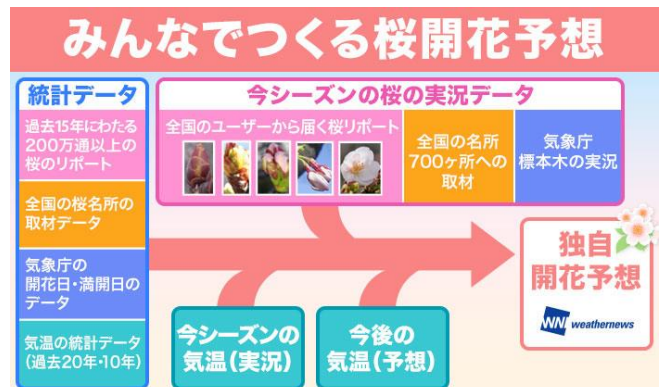 みんなでつくる桜開花予想
統計データ
過去15年にわたる
200万通以上の
桜のリポート
全国の桜名所の
取材データ
気象庁の
開花日・満開日の
データ
気温の統計データ
(過去20年・10年)
今シーズンの桜の実況データ
全国のユーザーから届く桜リポート
全国の名所
700ヶ所への
取材
気象庁
標本木の実況
今シーズンの
気温(実況)
今後の
気温(予想)
独自
開花予想
WNI weathernews